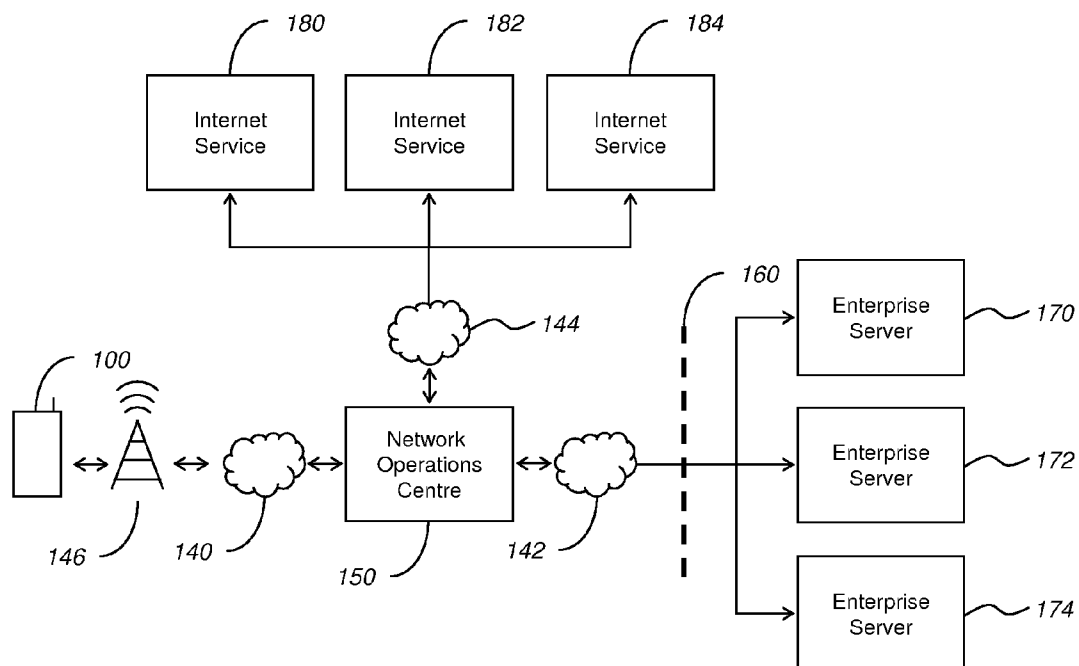 180
182
184
Internet
Service
Internet
Service
Internet
Service
160
Enterprise
Server
170
144
100
Network
Operations
Centre
Enterprise
Server
172
146
140
150
142
Enterprise
Server
174